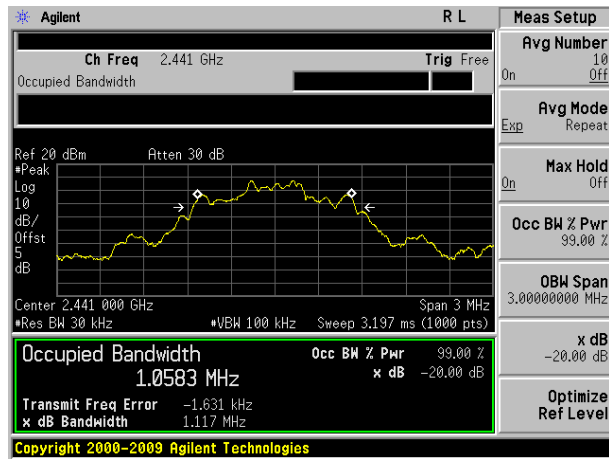 Agilent R L
Ch Freq 2.441 GHz Trig Free
Occupied Bandwidth
Ref 20 dBm Atten 30 dB
#Peak
Log
10
dB/
Offst
5
dB
Center 2.441 000 GHz Span 3 MHz
#Res BW 30 kHz #VBW 100 kHz Sweep 3.197 ms (1000 pts)
Occupied Bandwidth Occ BW % Pwr 99.00 %
1.0583 MHz x dB -20.00 dB
Transmit Freq Error -1.631 kHz
x dB Bandwidth 1.117 MHz
Copyright 2000-2009 Agilent Technologies
Meas Setup
Avg Number
10
On Off
Avg Mode
Exp Repeat
Max Hold
On Off
Occ BW % Pwr
99.00 %
OBW Span
3.00000000 MHz
x dB
-20.00 dB
Optimize
Ref Level